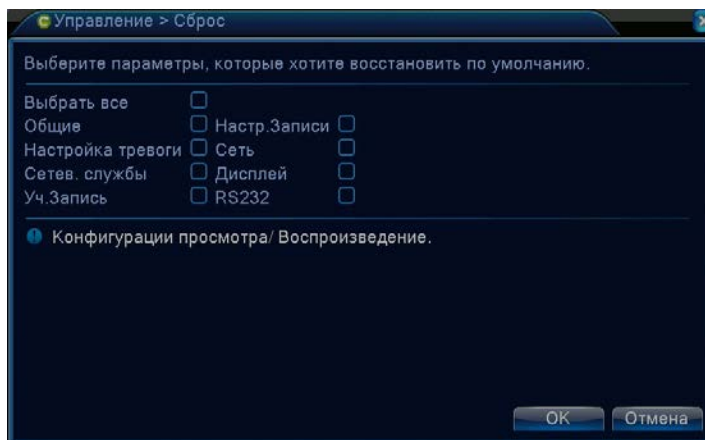 Управление > Сброс
Выберите параметры, которые хотите восстановить по умолчанию.
Выбрать все
Общие Настр.Записи
Настройка тревоги Сеть
Сетев. службы Дисплей
Уч.Запись RS232
Конфигурации просмотра/ Воспроизведение.
OK Отмена